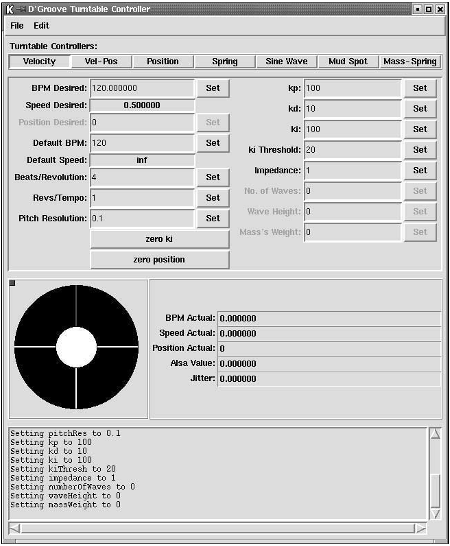 D'Groove Turntable Controller
File Edit
Turntable Controllers:
Velocity Vel-Pos Position Spring Sine Wave Mud Spot Mass-Spring
BPM Desired: 120.000000 Set
Speed Desired: 0.500000
Position Desired: 0 Set
Default BPM: 120 Set
Default Speed: inf
Beats/Revolution: 4 Set
Revs/Tempo: 1 Set
Pitch Resolution: 0.1 Set
zero ki
zero position
kp: 100 Set
kd: 10 Set
ki: 100 Set
ki Threshold: 20 Set
Impedance: 1 Set
No. of Waves: 0 Set
Wave Height: 0 Set
Mass's Weight: 0 Set
BPM Actual: 0.000000
Speed Actual: 0.000000
Position Actual: 0
Alsa Value: 0.000000
Jitter: 0.000000
Setting pitchRes to 0.1
Setting kp to 100
Setting kd to 10
Setting ki to 100
Setting kiThresh to 20
Setting impedance to 1
Setting numberOfWaves to 0
Setting waveHeight to 0
Setting massWeight to 0